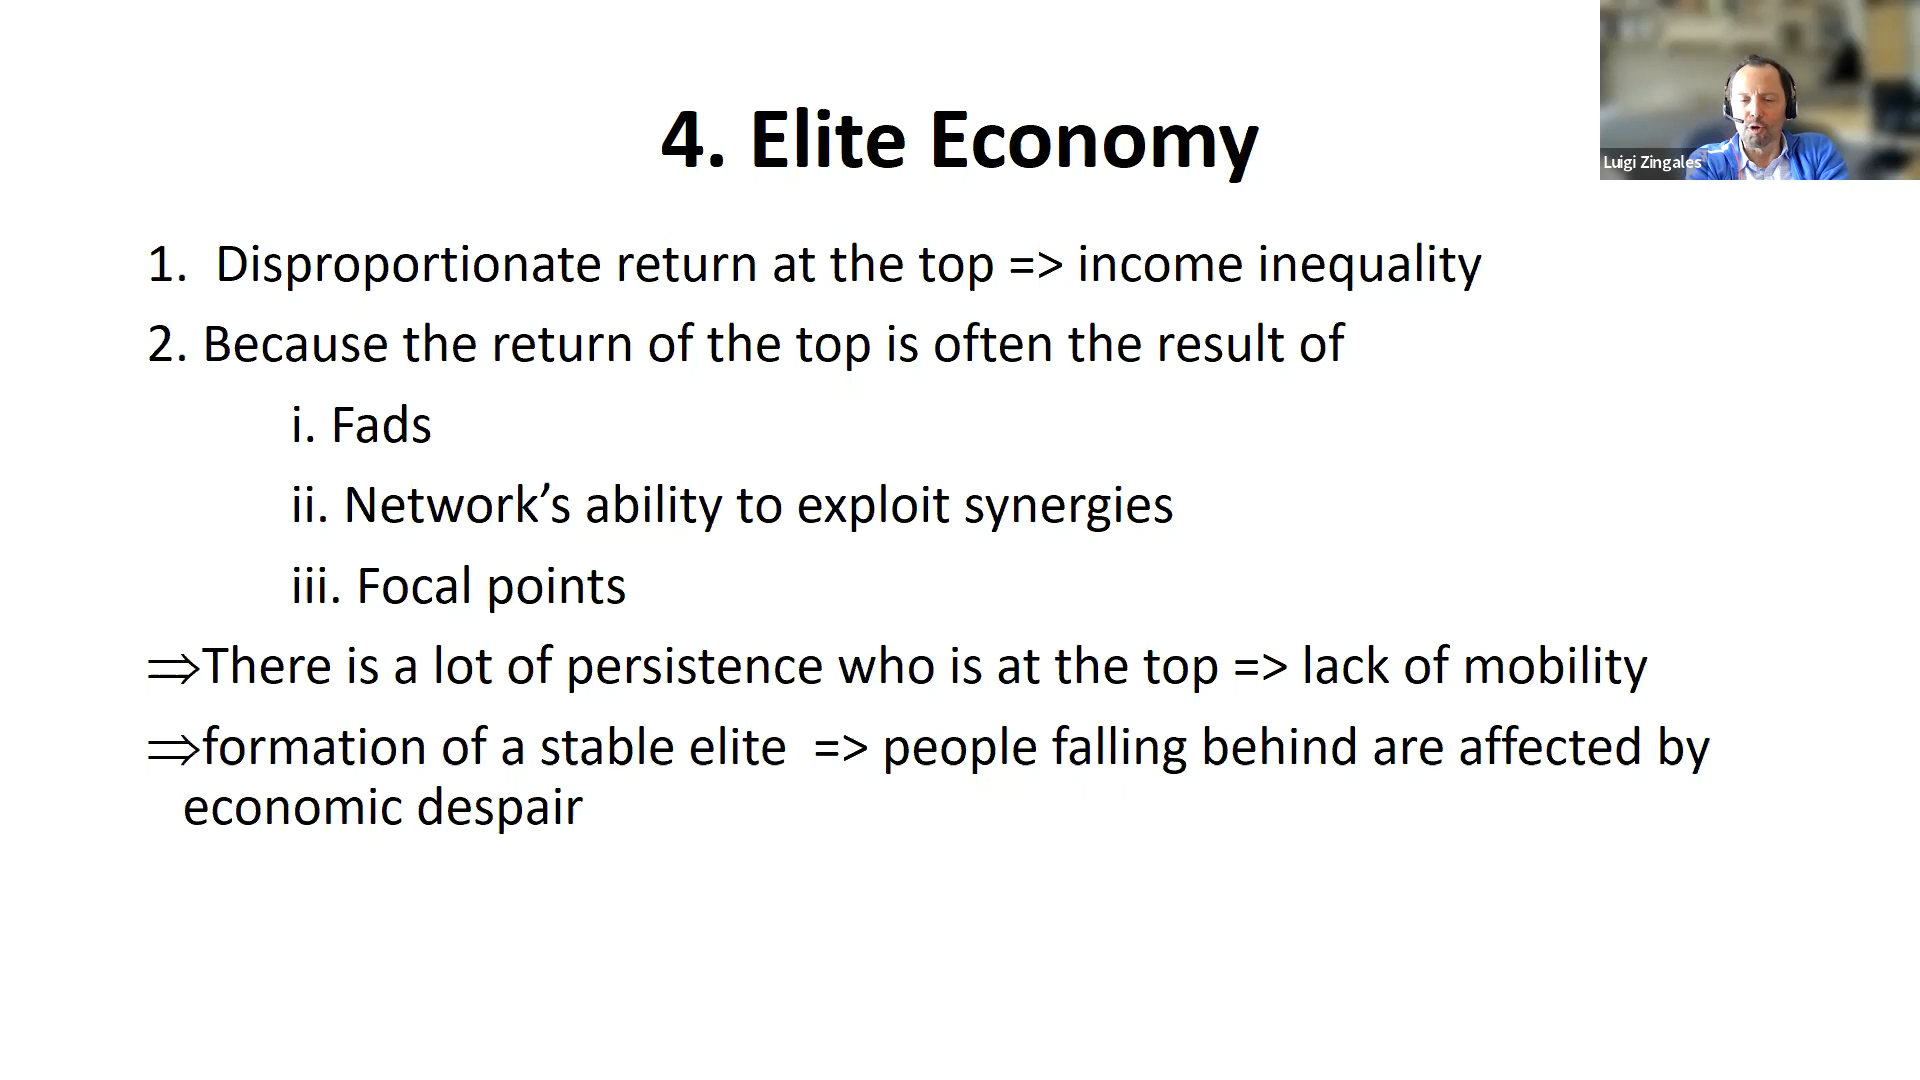 4. Elite Economy
Luigi Zingales
1. Disproportionate return at the top => income inequality
2. Because the return of the top is often the result of
i. Fads
ii. Network’s ability to exploit synergies
iii. Focal points
⇒There is a lot of persistence who is at the top => lack of mobility
⇒formation of a stable elite => people falling behind are affected by
economic despair